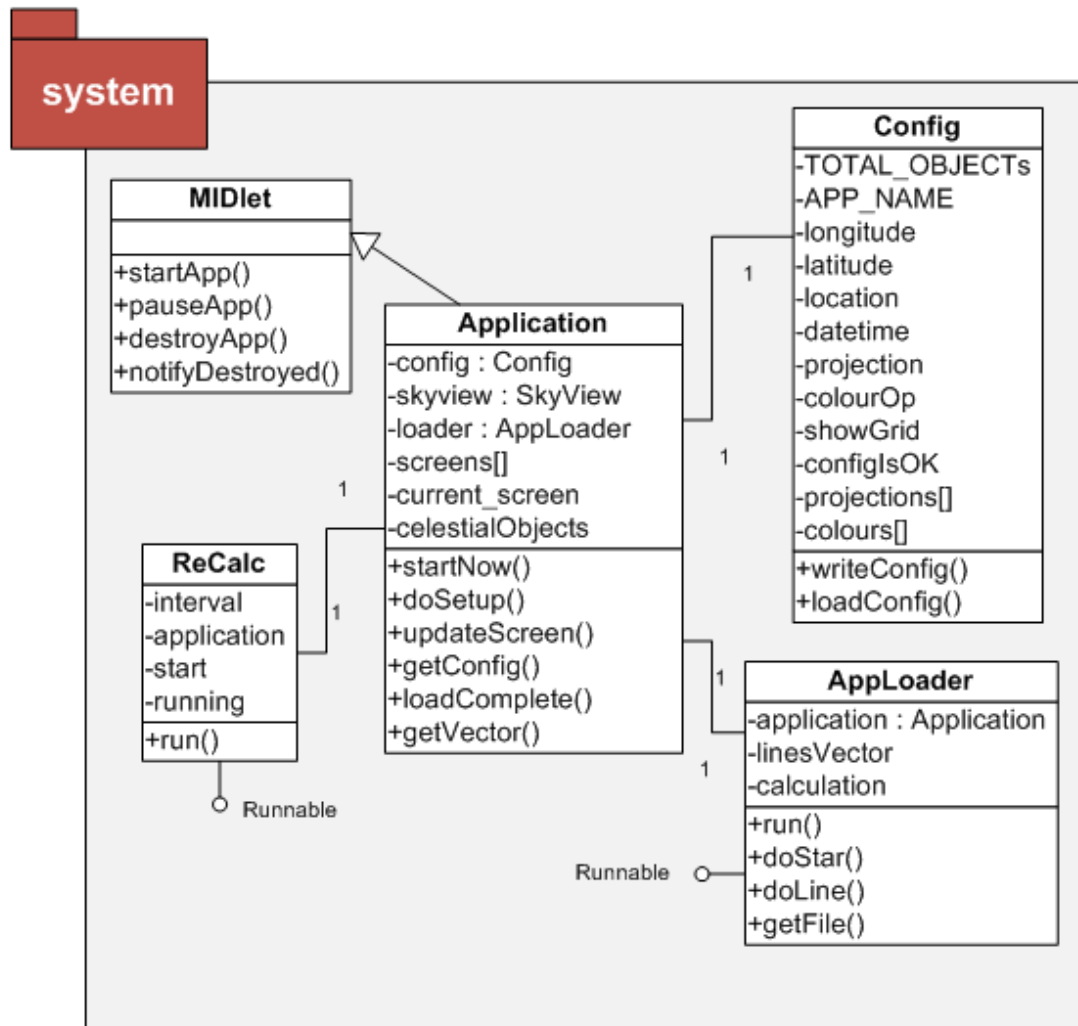 system
MIDlet
+startApp()
+pauseApp()
+destroyApp()
+notifyDestroyed()
Config
-TOTAL_OBJECTs
-APP_NAME
-longitude
-latitude
-location
-datetime
-projection
-colourOp
-showGrid
-configIsOK
-projections[]
-colours[]
+writeConfig()
+loadConfig()
1
1
Application
-config : Config
-skyview : SkyView
-loader : AppLoader
-screens[]
-current_screen
-celestialObjects
+startNow()
+doSetup()
+updateScreen()
+getConfig()
+loadComplete()
+getVector()
1
1
ReCalc
-interval
-application
-start
-running
+run()
Runnable
1
1
AppLoader
-application : Application
-linesVector
-calculation
+run()
+doStar()
+doLine()
+getFile()
Runnable